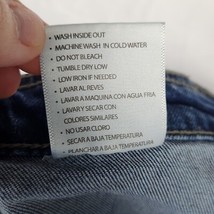 • WASH INSIDE OUT
• MACHINE WASH IN COLD WATER
• DO NOT BLEACH
• TUMBLE DRY LOW
• LOW IRON IF NEEDED
• LAVAR AL REVES
• LAVAR A MAQUINA CON AGUA FRIA
• LAVAR Y SECAR CON
COLORES SIMILARES
• NO USAR CLORO
• SECAR A BAJA TEMPERATURA
• PLANCHAR A BAJA TEMPERATURA